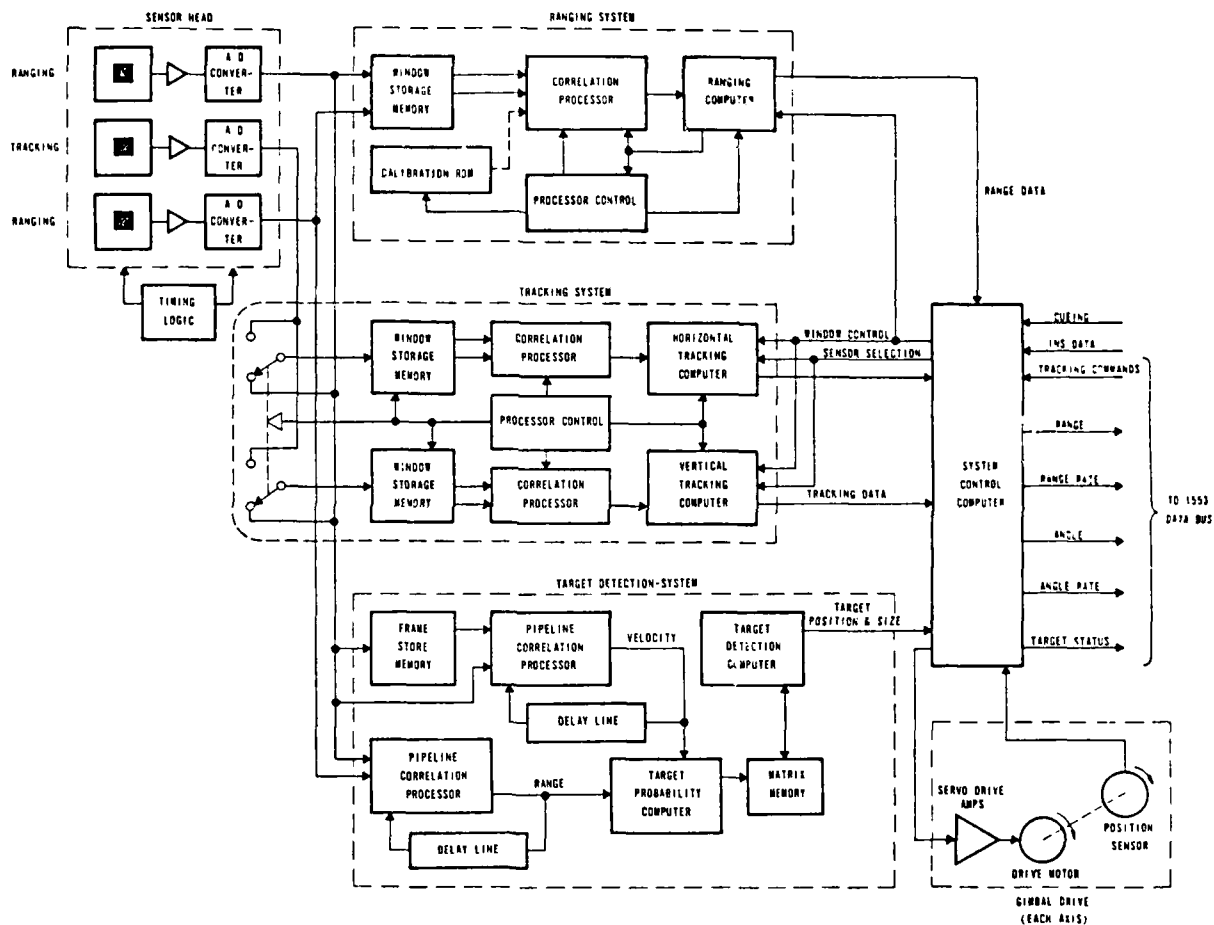 SENSOR HEAD
RANGING
A/D
CONVER-
TER
TRACKING
A/D
CONVER-
TER
RANGING
A/D
CONVER-
TER
TIMING
LOGIC
RANGING SYSTEM
WINDOW
STORAGE
MEMORY
CORRELATION
PROCESSOR
RANGING
COMPUTER
CALIBRATION ROM
PROCESSOR CONTROL
RANGE DATA
TRACKING SYSTEM
WINDOW
STORAGE
MEMORY
CORRELATION
PROCESSOR
HORIZONTAL
TRACKING
COMPUTER
WINDOW CONTROL
SENSOR SELECTION
PROCESSOR CONTROL
WINDOW
STORAGE
MEMORY
CORRELATION
PROCESSOR
VERTICAL
TRACKING
COMPUTER
TRACKING DATA
SYSTEM
CONTROL
COMPUTER
CUEING
INS DATA
TRACKING COMMANDS
RANGE
RANGE RATE
ANGLE
ANGLE RATE
TARGET STATUS
TO 1553
DATA BUS
TARGET DETECTION-SYSTEM
FRAME
STORE
MEMORY
PIPELINE
CORRELATION
PROCESSOR
VELOCITY
TARGET
DETECTION
COMPUTER
TARGET
POSITION & SIZE
DELAY LINE
PIPELINE
CORRELATION
PROCESSOR
RANGE
TARGET
PROBABILITY
COMPUTER
MATRIX
MEMORY
DELAY LINE
SERVO DRIVE
AMPS
POSITION
SENSOR
DRIVE MOTOR
GIMBAL DRIVE
(EACH AXIS)